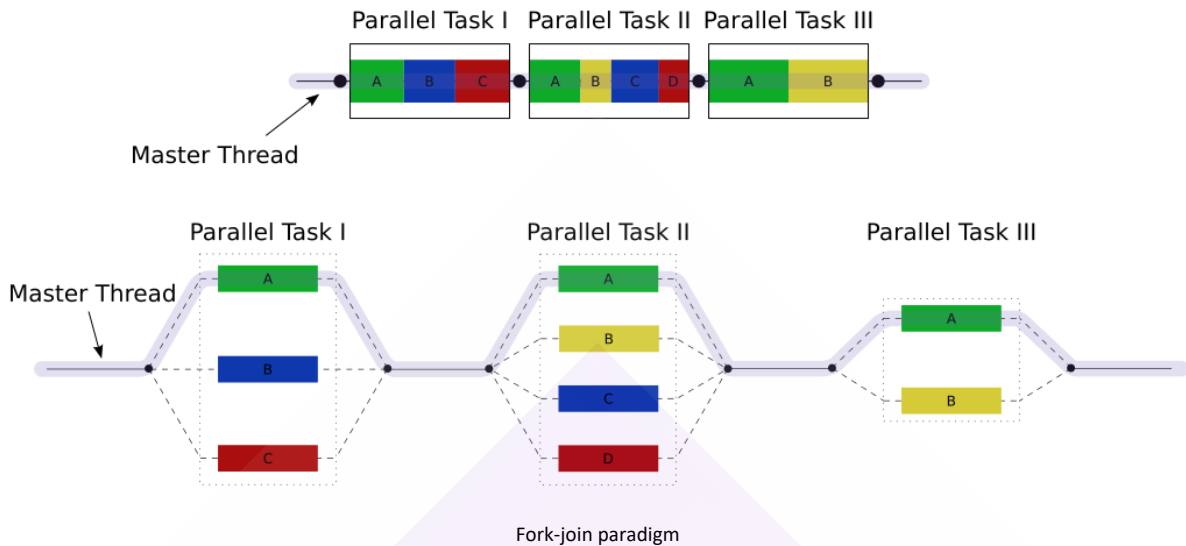 Parallel Task I Parallel Task II Parallel Task III
A B C A B C D A B
Master Thread
Parallel Task I Parallel Task II Parallel Task III
A A
Master Thread
A
B
B
C
B
C D
Fork-join paradigm